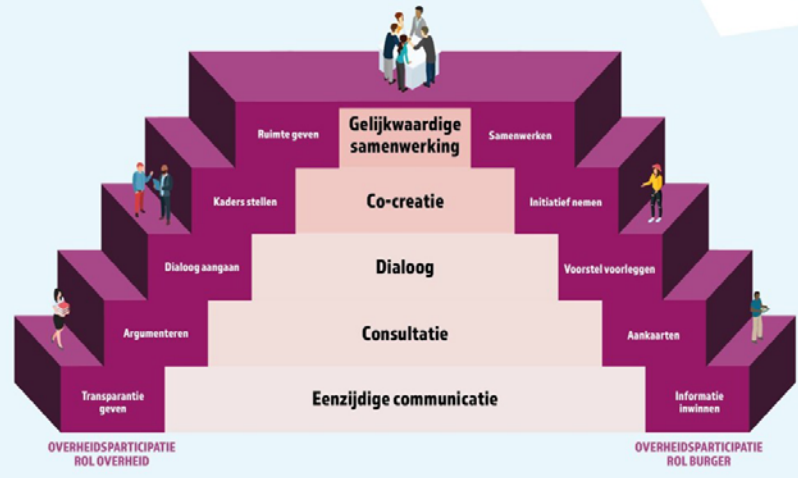 Ruimte geven
Gelijkwaardige
samenwerking
Samenwerken
Kaders stellen
Co-creatie
Initiatief nemen
Dialoog aangaan
Dialoog
Voorstel voorleggen
Argumenteren
Consultatie
Aankaarten
Transparantie
geven
Eenzijdige communicatie
Informatie
inwinnen
OVERHEIDSPARTICIPATIE
ROL OVERHEID
OVERHEIDSPARTICIPATIE
ROL BURGER